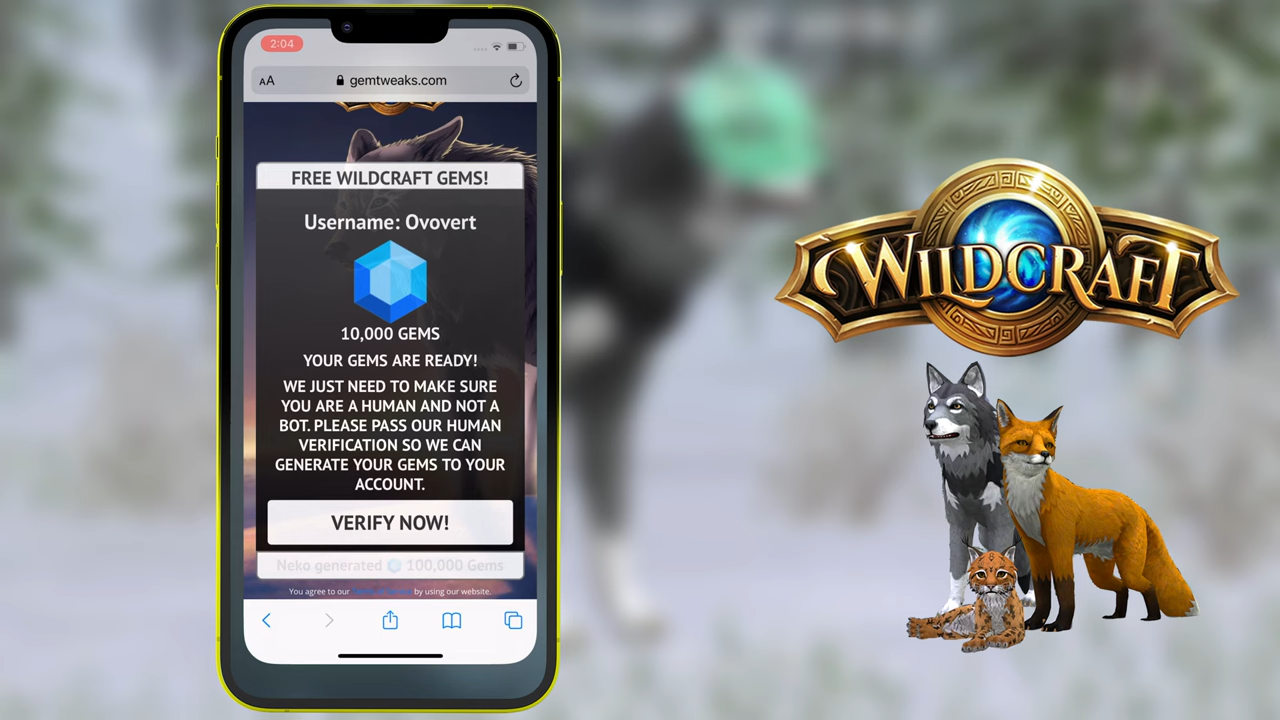 2:04
AA
gemtweaks.com
FREE WILDCRAFT GEMS!
Username: Ovovert
10,000 GEMS
YOUR GEMS ARE READY!
WE JUST NEED TO MAKE SURE
YOU ARE A HUMAN AND NOT A
BOT. PLEASE PASS OUR HUMAN
VERIFICATION SO WE CAN
GENERATE YOUR GEMS TO YOUR
ACCOUNT.
VERIFY NOW!
Neko generated 100,000 Gems
You agree to our by using our website.
WILDCRAFT